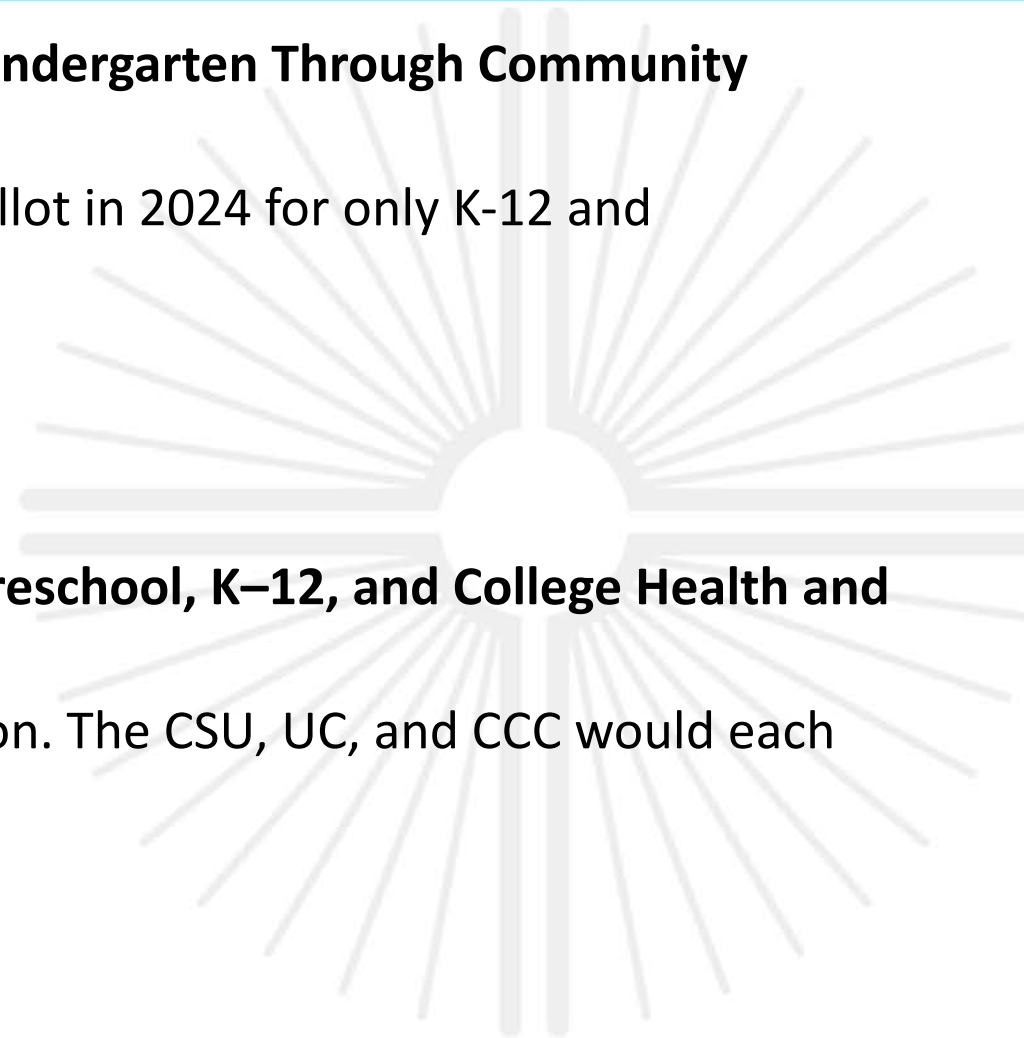 ndergarten Through Community
llot in 2024 for only K-12 and
reschool, K–12, and College Health and
on. The CSU, UC, and CCC would each